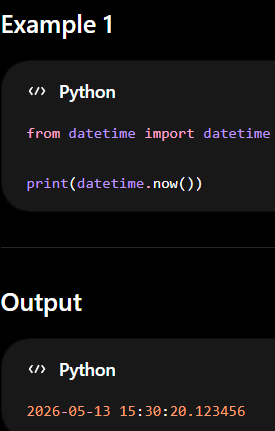 Example 1
Python
from datetime import datetime
print(datetime.now())
Output
Python
2026-05-13 15:30:20.123456